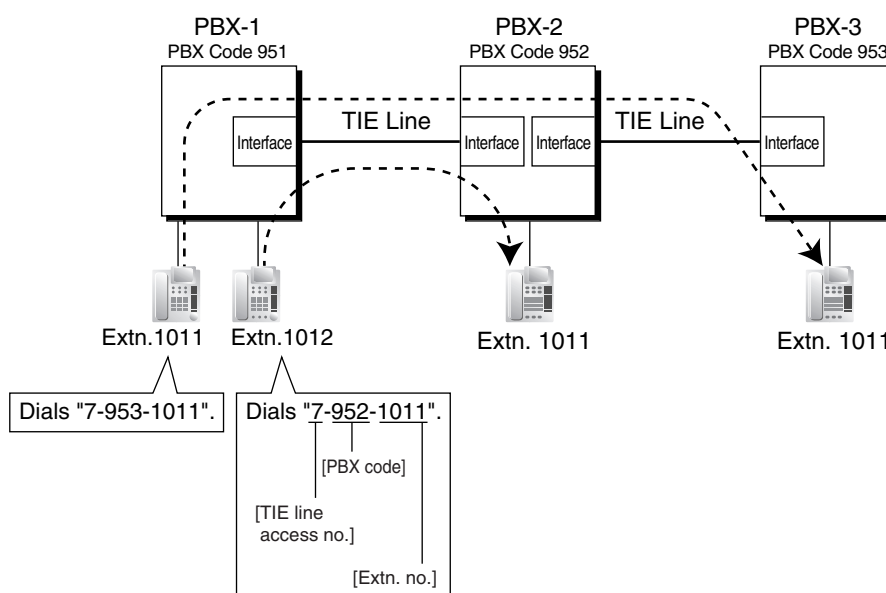 PBX-1
PBX Code 951
PBX-2
PBX Code 952
PBX-3
PBX Code 953
TIE Line
TIE Line
Interface
Interface
Interface
Interface
Extn.1011
Extn.1012
Extn. 1011
Extn. 1011
Dials "7-953-1011".
Dials "7-952-1011".
[PBX code]
[TIE line
access no.]
[Extn. no.]